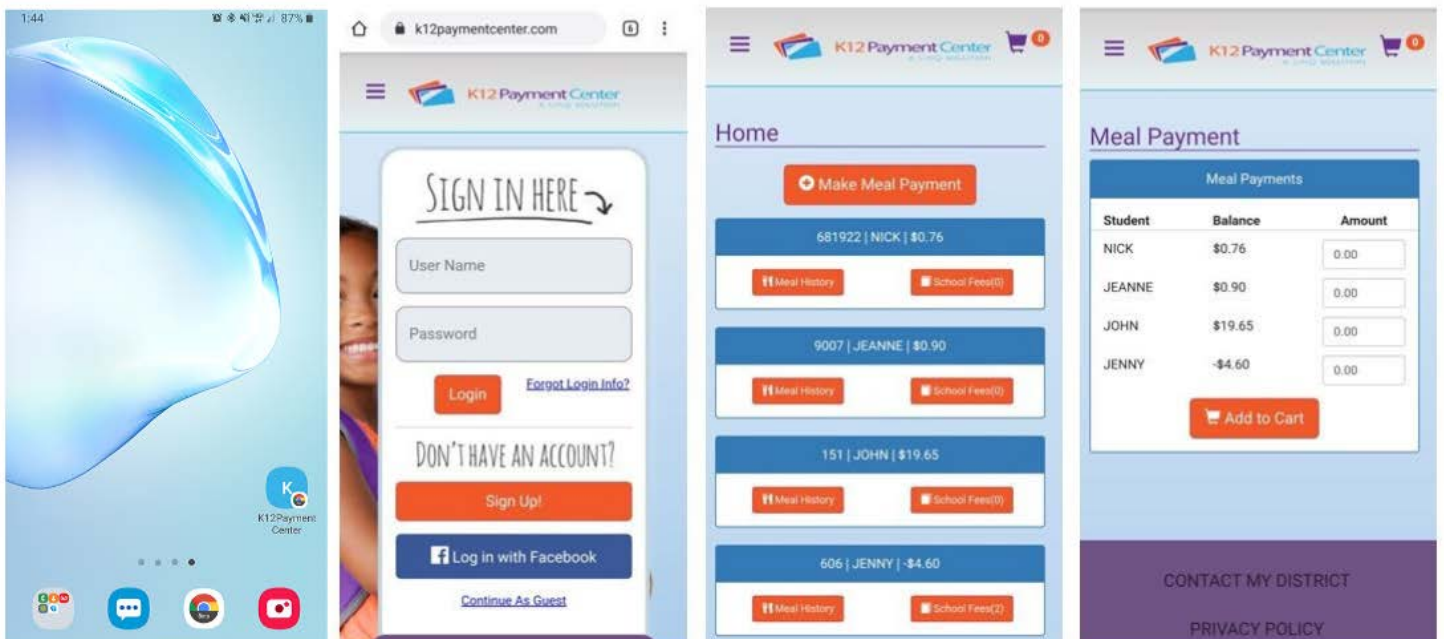 1:44
87%
K
K12Payment
Center
k12paymentcenter.com
6
K12 Payment Center
SIGN IN HERE
User Name
Password
Login
Forgot Login Info?
DON'T HAVE AN ACCOUNT?
Sign Up!
Log in with Facebook
Continue As Guest
K12 Payment Center
0
Home
Make Meal Payment
681922 | NICK | $0.76
Meal History
School Fees(0)
9007 | JEANNE | $0.90
Meal History
School Fees(0)
151 | JOHN | $19.65
Meal History
School Fees(0)
606 | JENNY | -$4.60
Meal History
School Fees(2)
K12 Payment Center
0
Meal Payment
Meal Payments
Student Balance Amount
NICK $0.76 0.00
JEANNE $0.90 0.00
JOHN $19.65 0.00
JENNY -$4.60 0.00
Add to Cart
CONTACT MY DISTRICT
PRIVACY POLICY